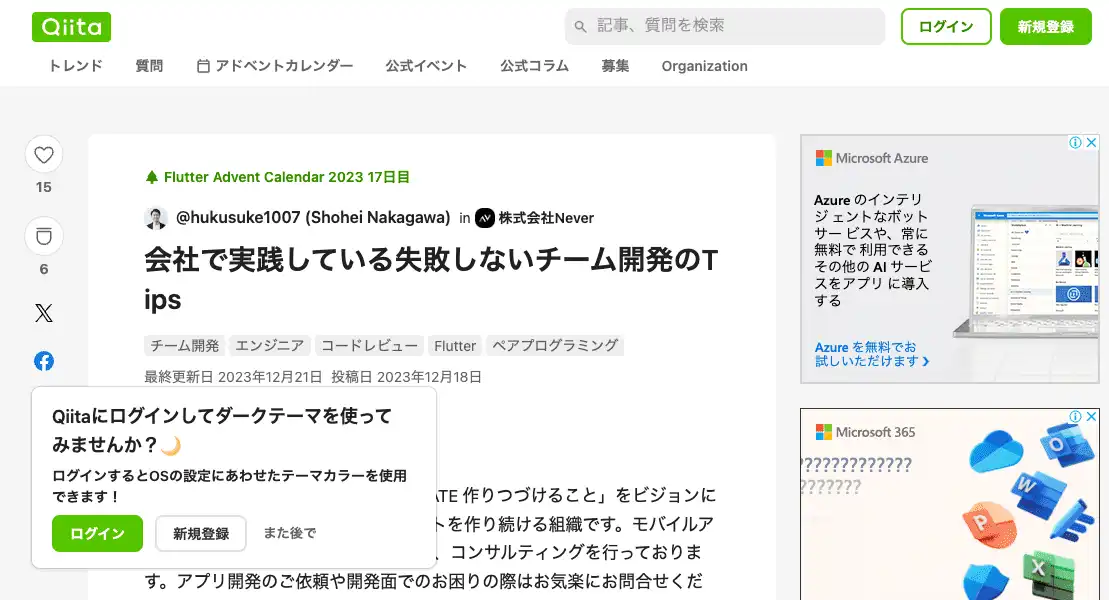 Qiita
記事、質問を検索
ログイン
新規登録
トレンド
質問
アドベントカレンダー
公式イベント
公式コラム
募集
Organization
15
6
Flutter Advent Calendar 2023 17日目
@hukusuke1007 (Shohei Nakagawa) in 株式会社Never
会社で実践している失敗しないチーム開発のT
ips
チーム開発
エンジニア
コードレビュー
Flutter
ペアプログラミング
最終更新日 2023年12月21日 投稿日 2023年12月18日
Qiitaにログインしてダークテーマを使って
みませんか？🌙
ログインするとOSの設定にあわせたテーマカラーを使用
できます！
ログイン
新規登録
また後で
ATE 作りつづけること」をビジョンに
トを作り続ける組織です。モバイルア
、コンサルティングを行っておりま
す。アプリ開発のご依頼や開発面でのお困りの際はお気楽にお問合せくだ
Microsoft Azure
Azure のインテリ
ジェントなボット
サー ビスや、常に
無料で 利用できる
その他の AI サービ
スをアプリ に導入
する
Azure を無料でお
試しいただけます
Microsoft 365
????????????
???????